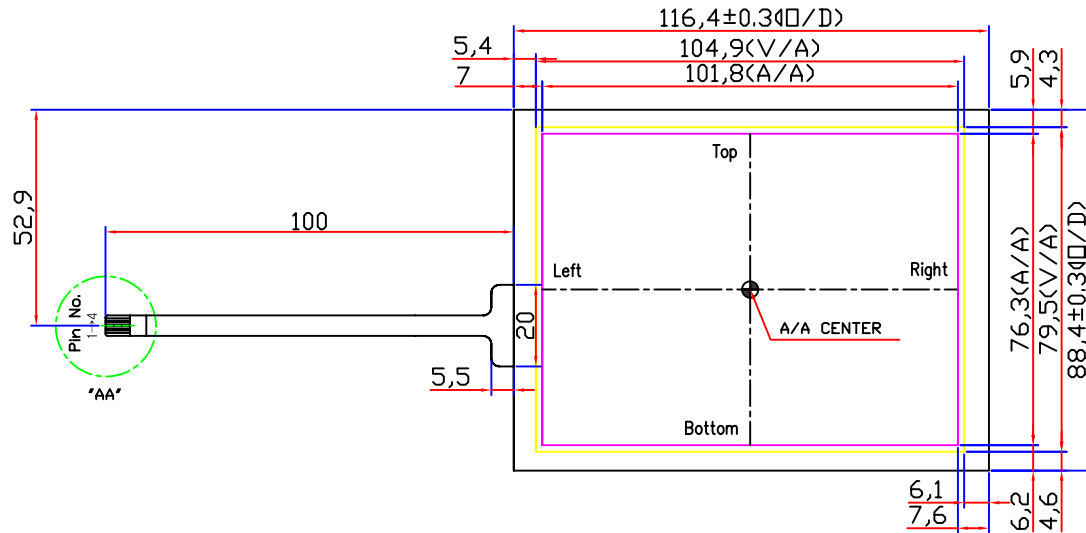 116,4±0.3(O/D)
5,4
104,9(V/A)
7
101,8(A/A)
5,9
4,3
Top
52,9
100
Left
Right
Pin No.
1→4
"AA"
20
A/A CENTER
5,5
Bottom
76,3(A/A)
79,5(V/A)
88,4±0.3(O/D)
6,1
7,6
6,2
4,6